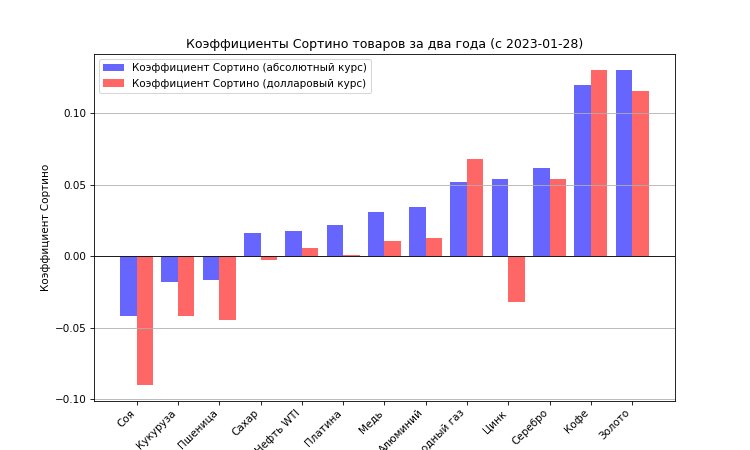 Коэффициенты Сортино товаров за два года (с 2023-01-28)
Коэффициент Сортино (абсолютный курс)
Коэффициент Сортино (долларовый курс)
Коэффициент Сортино
0.10
0.05
0.00
−0.05
−0.10
Соя
Кукуруза
Пшеница
Сахар
Нефть WTI
Платина
Медь
Алюминий
газ
Цинк
Серебро
Кофе
Золото